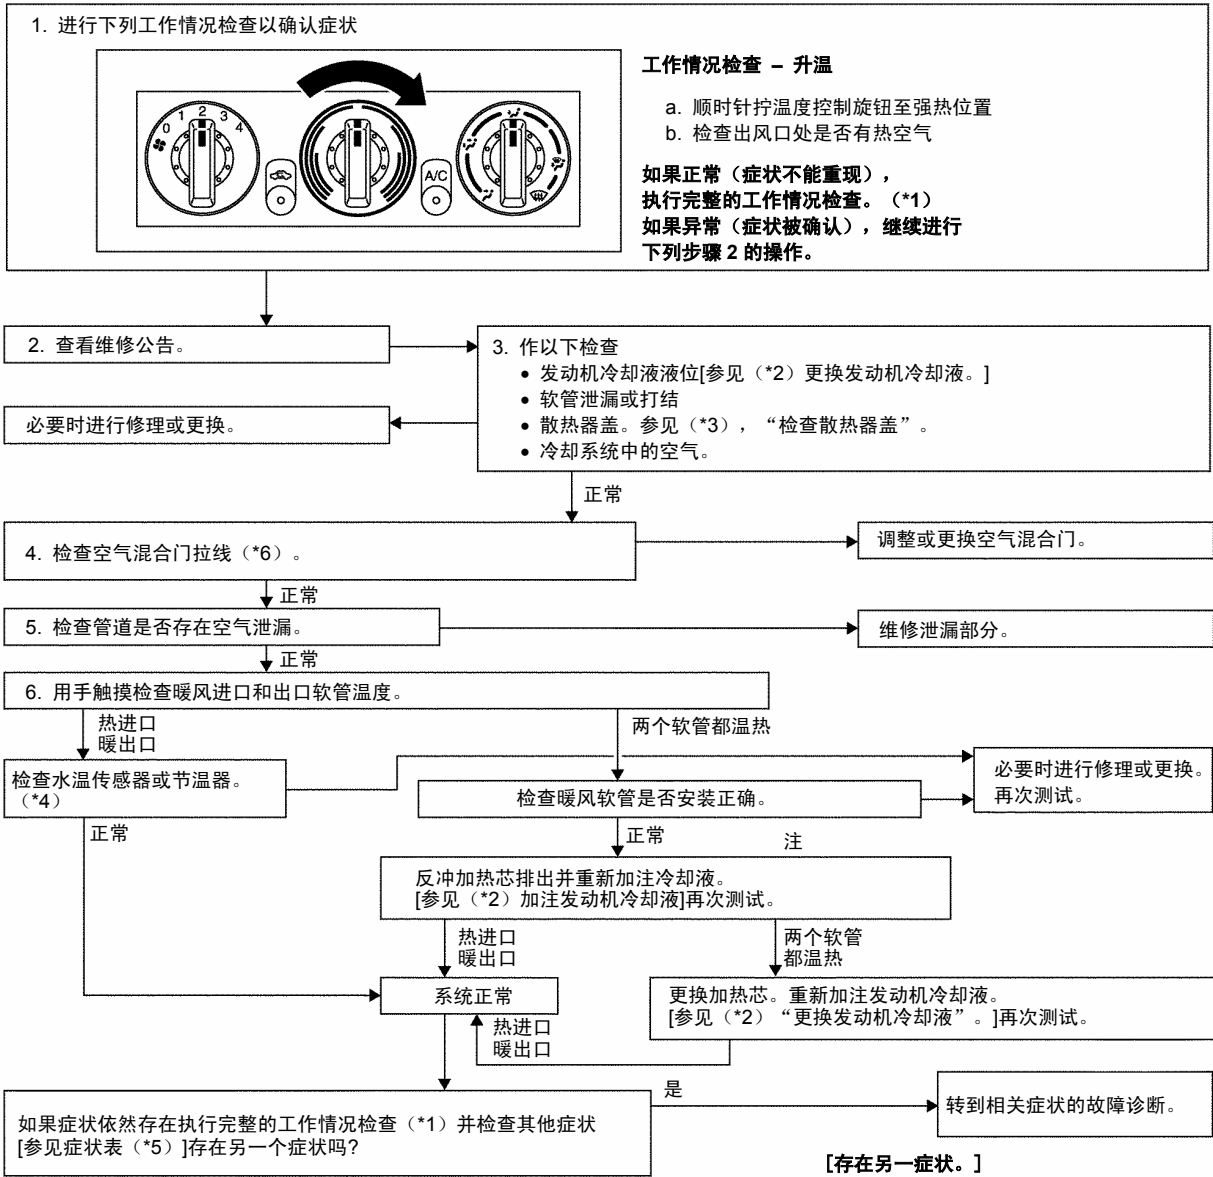 1. 进行下列工作情况检查以确认症状
0
1
2
3
4
A/C
工作情况检查 – 升温
a. 顺时针拧温度控制旋钮至强热位置
b. 检查出风口处是否有热空气
如果正常（症状不能重现），
执行完整的工作情况检查。（*1）
如果异常（症状被确认），继续进行
下列步骤 2 的操作。
2. 查看维修公告。
3. 作以下检查
• 发动机冷却液液位[参见（*2）更换发动机冷却液。]
• 软管泄漏或打结
• 散热器盖。参见（*3），“检查散热器盖”。
• 冷却系统中的空气。
必要时进行修理或更换。
正常
4. 检查空气混合门拉线（*6）。
调整或更换空气混合门。
正常
5. 检查管道是否存在空气泄漏。
维修泄漏部分。
正常
6. 用手触摸检查暖风进口和出口软管温度。
热进口
暖出口
两个软管都温热
检查水温传感器或节温器。
（*4）
检查暖风软管是否安装正确。
必要时进行修理或更换。
再次测试。
正常
正常
注
反冲加热芯排出并重新加注冷却液。
[参见（*2）加注发动机冷却液]再次测试。
热进口
暖出口
两个软管
都温热
系统正常
更换加热芯。重新加注发动机冷却液。
[参见（*2）“更换发动机冷却液”。]再次测试。
热进口
暖出口
如果症状依然存在执行完整的工作情况检查（*1）并检查其他症状
[参见症状表（*5）]存在另一个症状吗？
是
转到相关症状的故障诊断。
[存在另一症状。]